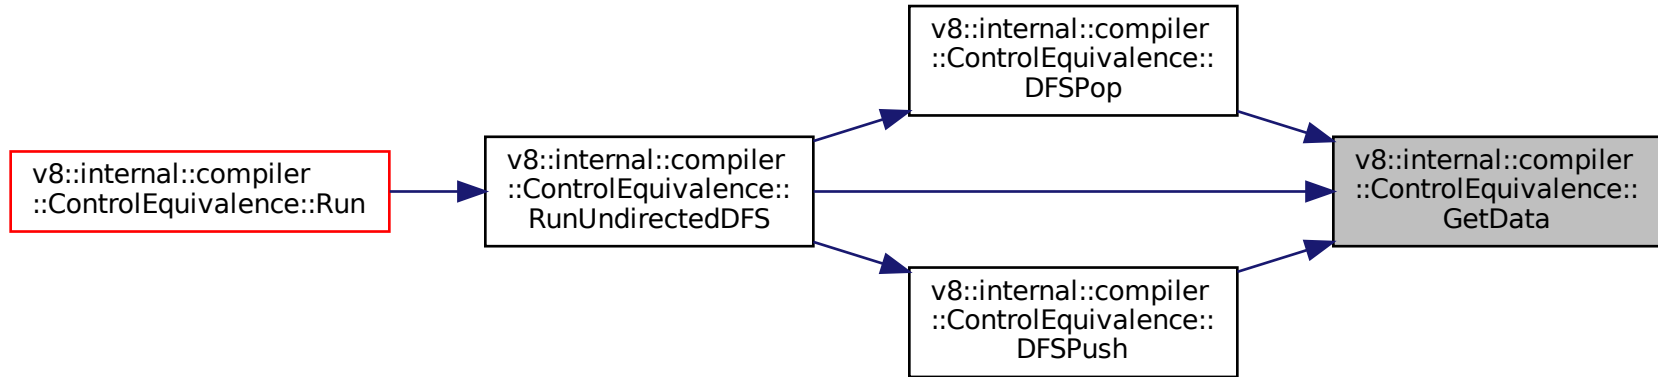 v8::internal::compiler
::ControlEquivalence::Run
v8::internal::compiler
::ControlEquivalence::
RunUndirectedDFS
v8::internal::compiler
::ControlEquivalence::
DFSPop
v8::internal::compiler
::ControlEquivalence::
DFSPush
v8::internal::compiler
::ControlEquivalence::
GetData